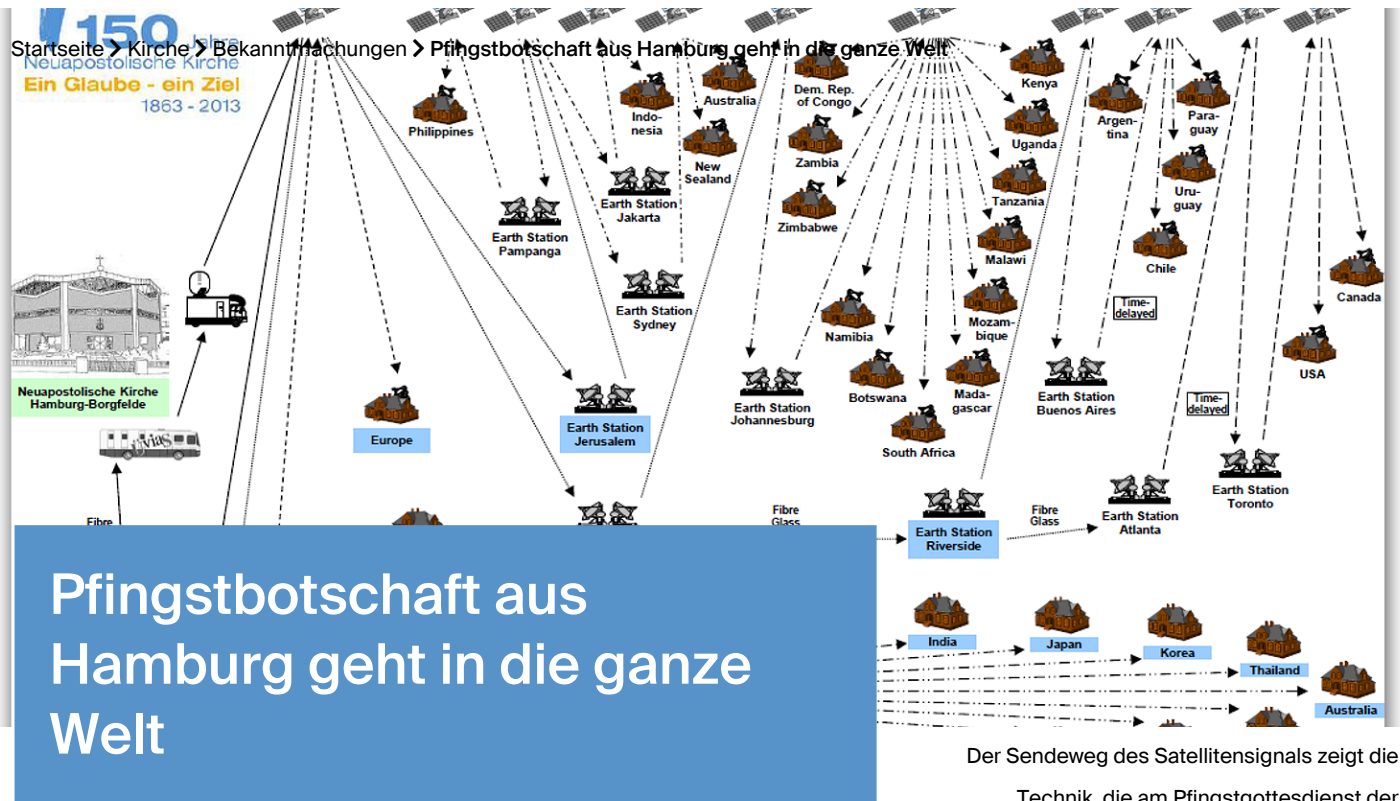 150 Jahre
Neuapostolische Kirche
Ein Glaube - ein Ziel
1863 - 2013
Startseite > Kirche > Bekanntmachungen > Pfingstbotschaft aus Hamburg geht in die ganze Welt
Philippines
Indo-
nesia
Australia
New
Sealand
Dem. Rep.
of Congo
Zambia
Zimbabwe
Kenya
Uganda
Tanzania
Malawi
Mozam-
bique
Mada-
gascar
South Africa
Botswana
Namibia
Argen-
tina
Para-
guay
Uru-
guay
Chile
Canada
USA
Earth Station
Pampanga
Earth Station
Jakarta
Earth Station
Sydney
Neuapostolische Kirche
Hamburg-Borgfelde
vias
Fibre
Europe
Earth Station
Jerusalem
Earth Station
Johannesburg
Time-
delayed
Earth Station
Buenos Aires
Time-
delayed
Earth Station
Toronto
Fibre
Glass
Earth Station
Riverside
Fibre
Glass
Earth Station
Atlanta
India
Japan
Korea
Thailand
Australia
Pfingstbotschaft aus
Hamburg geht in die ganze
Welt
Der Sendeweg des Satellitensignals zeigt die
Technik, die am Pfingstgottesdienst der